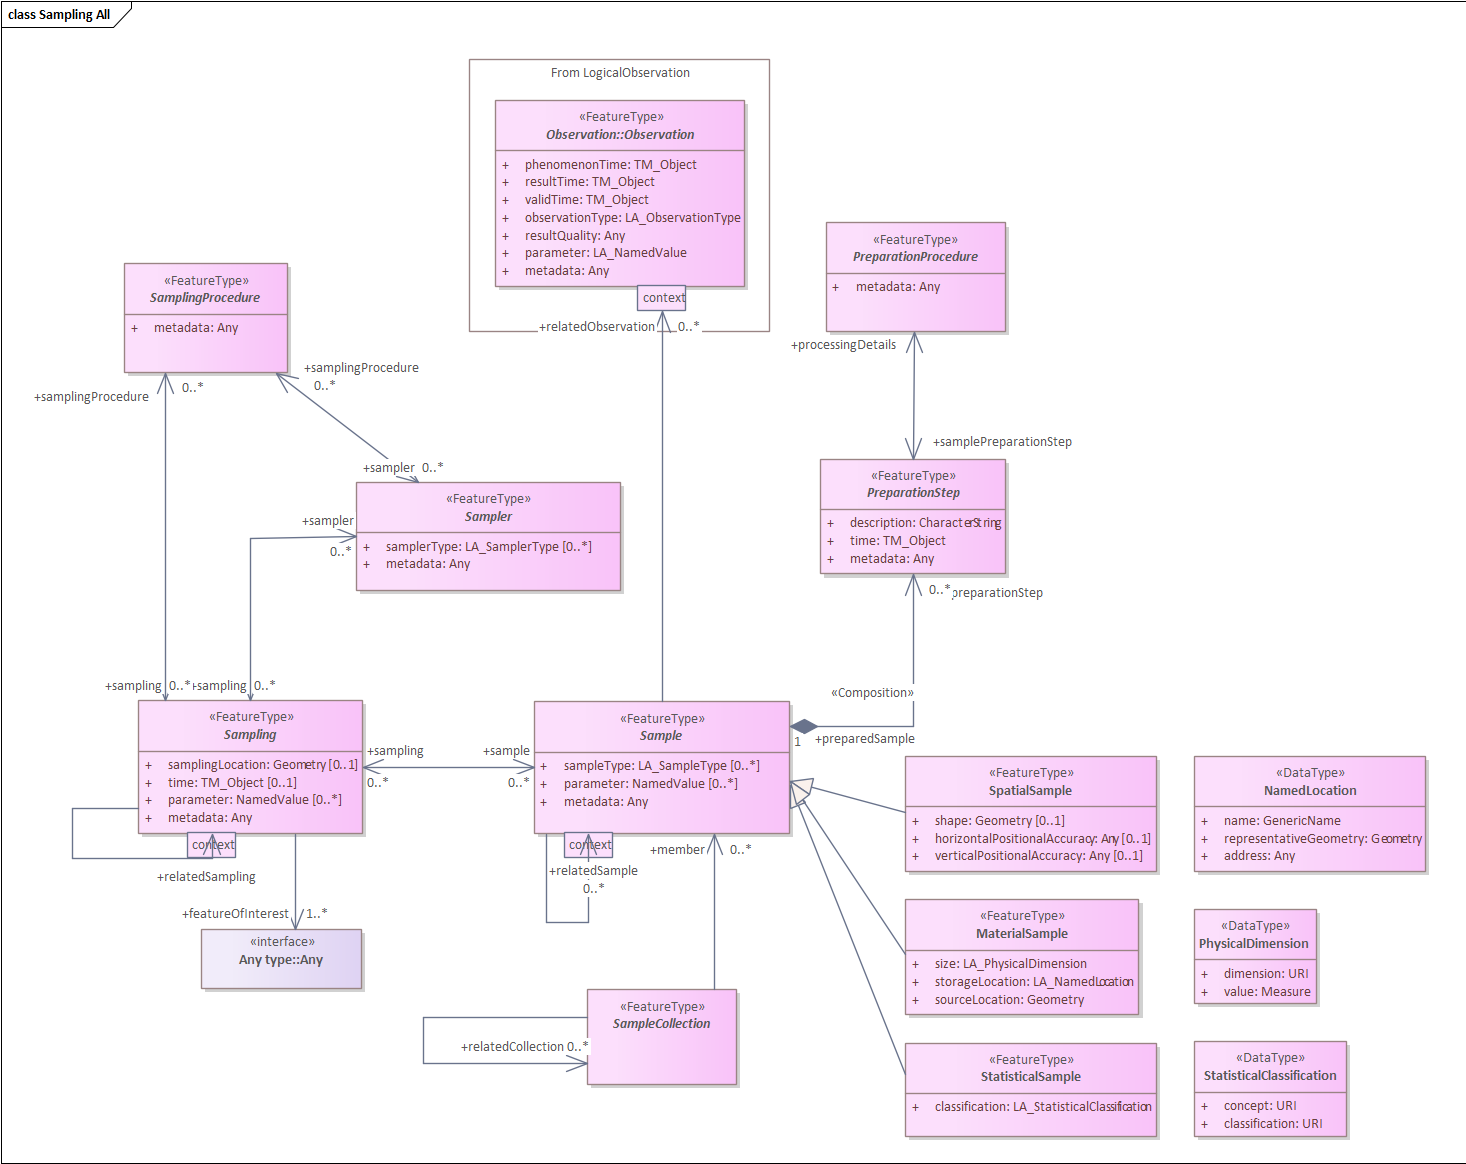 class Sampling All
From LogicalObservation
«FeatureType»
Observation::Observation
+ phenomenonTime: TM_Object
+ resultTime: TM_Object
+ validTime: TM_Object
+ observationType: LA_ObservationType
+ resultQuality: Any
+ parameter: LA_NamedValue
+ metadata: Any
context
+relatedObservation
0..*
«FeatureType»
PreparationProcedure
+ metadata: Any
+processingDetails
+samplePreparationStep
«FeatureType»
SamplingProcedure
+ metadata: Any
+samplingProcedure
0..*
+samplingProcedure
0..*
+sampler 0..*
«FeatureType»
Sampler
+ samplerType: LA_SamplerType [0..*]
+ metadata: Any
+sampler
0..*
«FeatureType»
PreparationStep
+ description: CharacterString
+ time: TM_Object
+ metadata: Any
0..*
preparationStep
«Composition»
1
+preparedSample
+sampling 0..*
+sampling 0..*
«FeatureType»
Sampling
+ samplingLocation: Geometry [0..1]
+ time: TM_Object [0..1]
+ parameter: NamedValue [0..*]
+ metadata: Any
context
+relatedSampling
+featureOfInterest
1..*
«interface»
Any type::Any
+sampling
0..*
+sample
0..*
«FeatureType»
Sample
+ sampleType: LA_SampleType [0..*]
+ parameter: NamedValue [0..*]
+ metadata: Any
context
+relatedSample
0..*
+member
0..*
«FeatureType»
SampleCollection
+relatedCollection 0..*
«FeatureType»
SpatialSample
+ shape: Geometry [0..1]
+ horizontalPositionalAccuracy: Any [0..1]
+ verticalPositionalAccuracy: Any [0..1]
«DataType»
NamedLocation
+ name: GenericName
+ representativeGeometry: Geometry
+ address: Any
«FeatureType»
MaterialSample
+ size: LA_PhysicalDimension
+ storageLocation: LA_NamedLocation
+ sourceLocation: Geometry
«DataType»
PhysicalDimension
+ dimension: URI
+ value: Measure
«FeatureType»
StatisticalSample
+ classification: LA_StatisticalClassification
«DataType»
StatisticalClassification
+ concept: URI
+ classification: URI